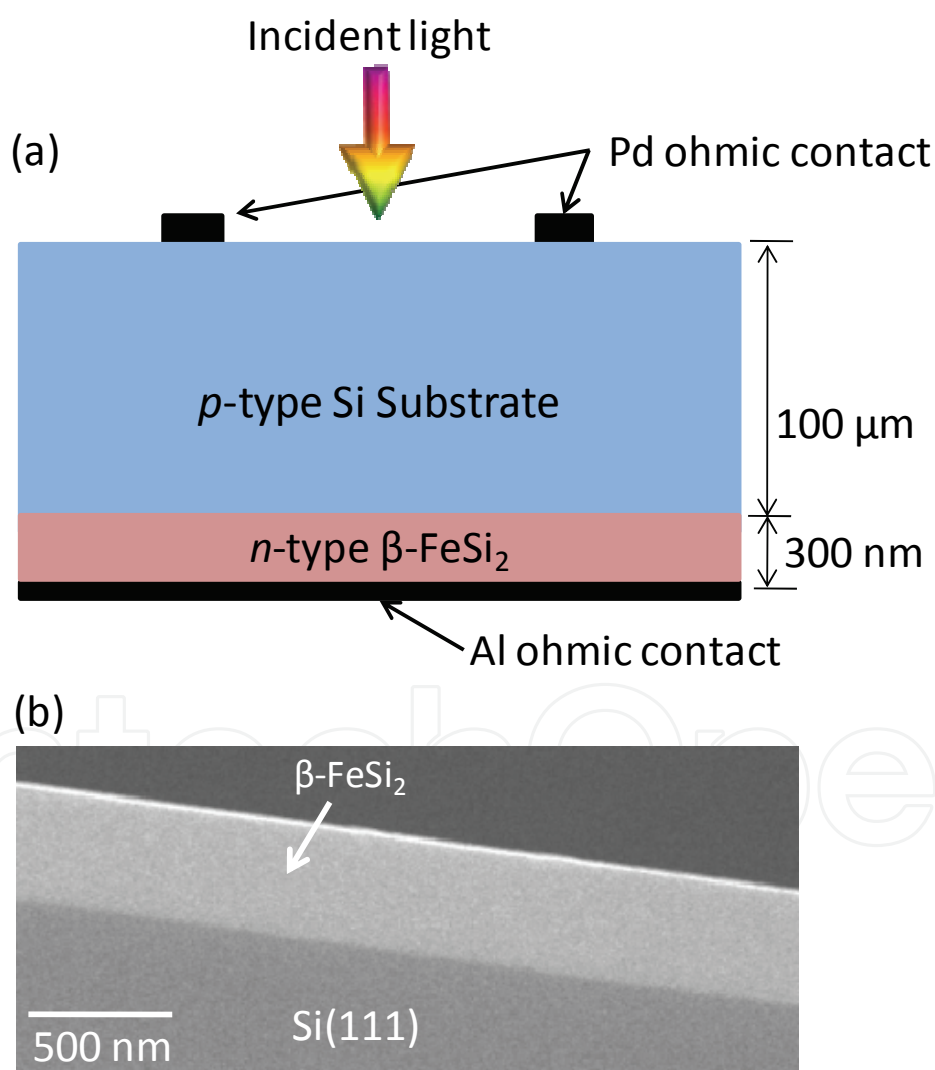 Incident light
(a)
Pd ohmic contact
p-type Si Substrate
100 μm
n-type β-FeSi₂
300 nm
Al ohmic contact
(b)
β-FeSi₂
Si(111)
500 nm